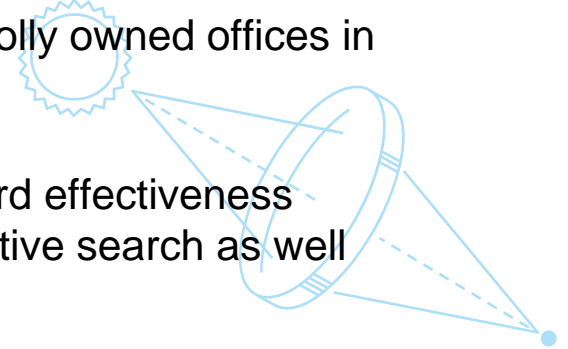 olly owned offices in
rd effectiveness
tive search as well